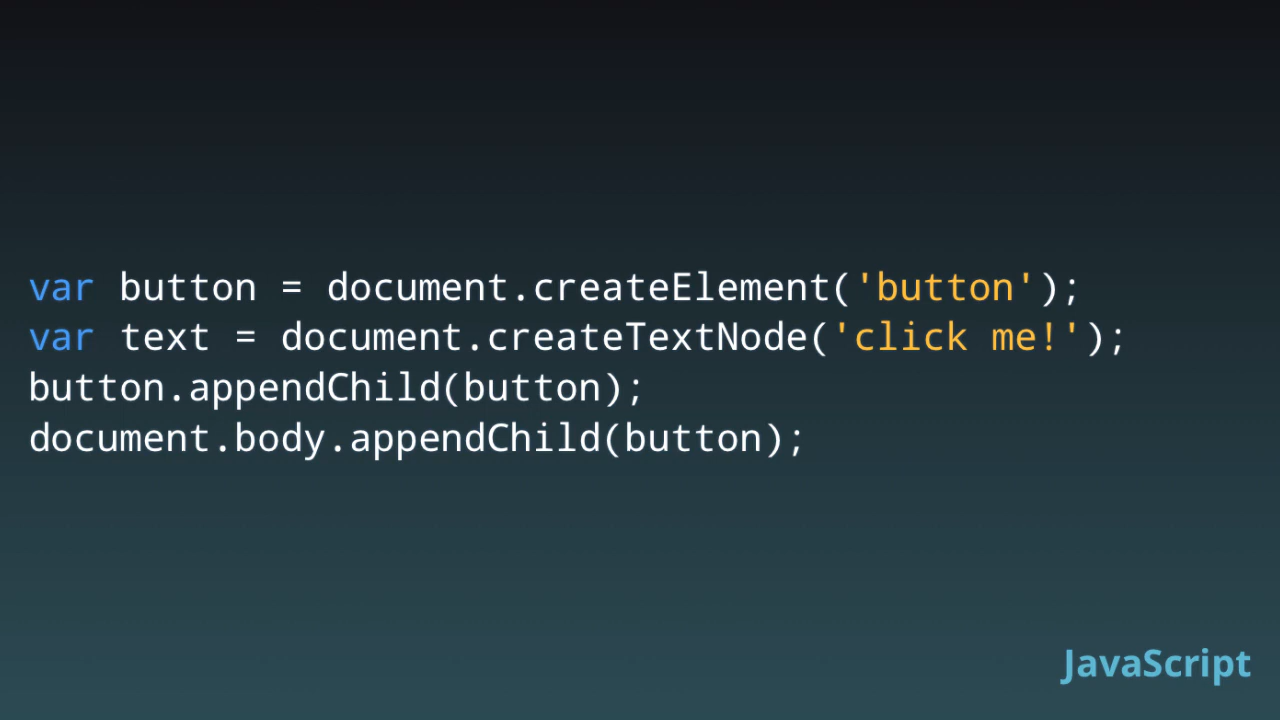 var button = document.createElement('button');
var text = document.createTextNode('click me!');
button.appendChild(button);
document.body.appendChild(button);
JavaScript